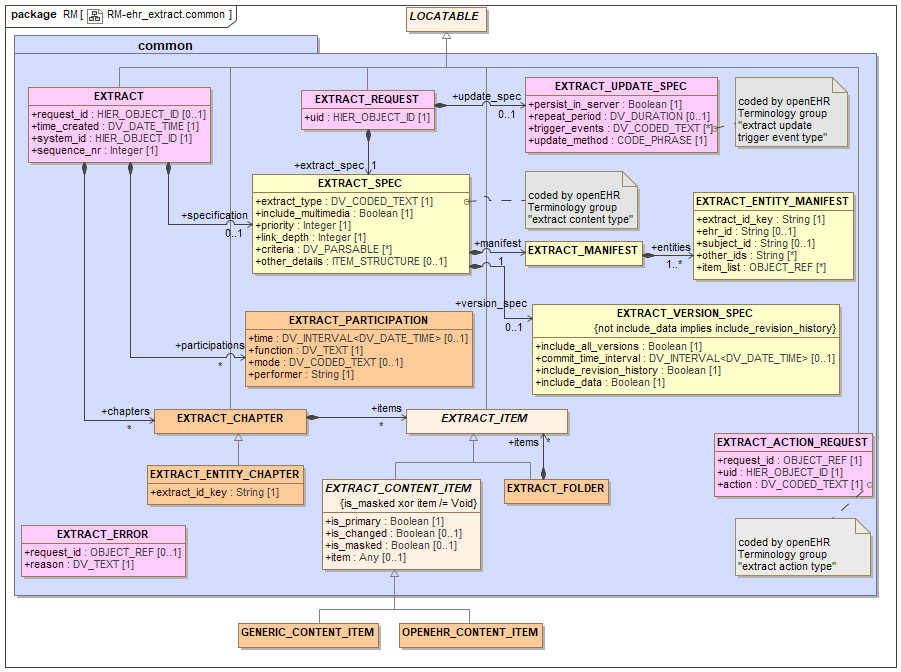 package RM [ RM-ehr_extract.common ]
LOCATABLE
common
EXTRACT
+request_id : HIER_OBJECT_ID [0..1]
+time_created : DV_DATE_TIME [1]
+system_id : HIER_OBJECT_ID [1]
+sequence_nr : Integer [1]
EXTRACT_REQUEST
+uid : HIER_OBJECT_ID [1]
+update_spec
0..1
EXTRACT_UPDATE_SPEC
+persist_in_server : Boolean [1]
+repeat_period : DV_DURATION [0..1]
+trigger_events : DV_CODED_TEXT [*]
+update_method : CODE_PHRASE [1]
coded by openEHR
Terminology group
"extract update
trigger event type"
+extract_spec
1
EXTRACT_SPEC
+extract_type : DV_CODED_TEXT [1]
+include_multimedia : Boolean [1]
+priority : Integer [1]
+link_depth : Integer [1]
+criteria : DV_PARSABLE [*]
+other_details : ITEM_STRUCTURE [0..1]
+specification
0..1
coded by openEHR
Terminology group
"extract content type"
+manifest
1
EXTRACT_MANIFEST
+entities
1..*
EXTRACT_ENTITY_MANIFEST
+extract_id_key : String [1]
+ehr_id : String [0..1]
+subject_id : String [0..1]
+other_ids : String [*]
+item_list : OBJECT_REF [*]
+version_spec
0..1
EXTRACT_VERSION_SPEC
{not include_data implies include_revision_history}
+include_all_versions : Boolean [1]
+commit_time_interval : DV_INTERVAL<DV_DATE_TIME> [0..1]
+include_revision_history : Boolean [1]
+include_data : Boolean [1]
+participations
*
EXTRACT_PARTICIPATION
+time : DV_INTERVAL<DV_DATE_TIME> [0..1]
+function : DV_TEXT [1]
+mode : DV_CODED_TEXT [0..1]
+performer : String [1]
+chapters
*
EXTRACT_CHAPTER
+items
*
EXTRACT_ITEM
+items
*
EXTRACT_ACTION_REQUEST
+request_id : OBJECT_REF [1]
+uid : HIER_OBJECT_ID [1]
+action : DV_CODED_TEXT [1]
EXTRACT_ENTITY_CHAPTER
+extract_id_key : String [1]
EXTRACT_CONTENT_ITEM
{is_masked xor item /= Void}
+is_primary : Boolean [1]
+is_changed : Boolean [0..1]
+is_masked : Boolean [0..1]
+item : Any [0..1]
EXTRACT_FOLDER
EXTRACT_ERROR
+request_id : OBJECT_REF [0..1]
+reason : DV_TEXT [1]
coded by openEHR
Terminology group
"extract action type"
GENERIC_CONTENT_ITEM
OPENEHR_CONTENT_ITEM